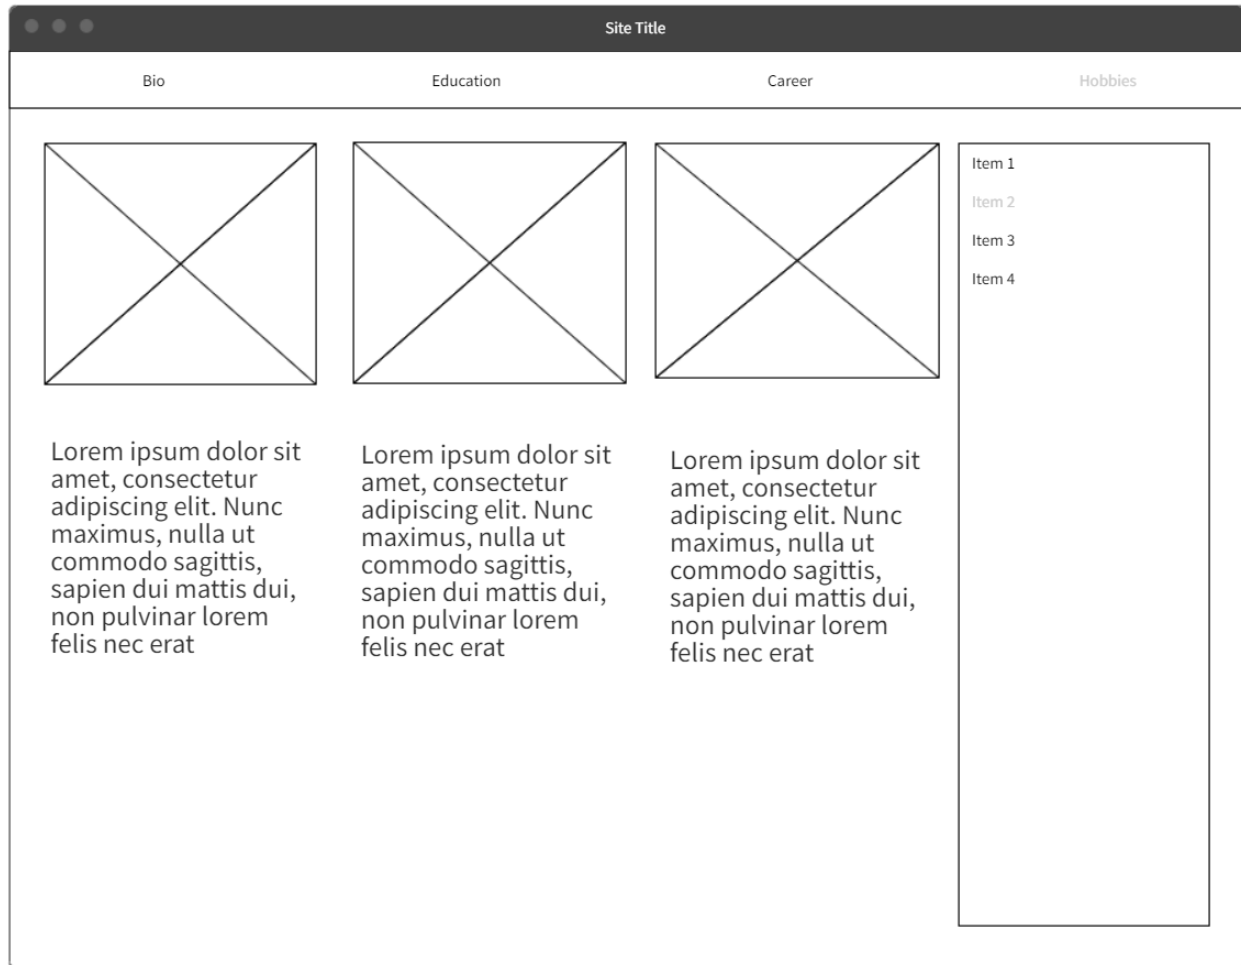 Site Title
Bio
Education
Career
Hobbies
Lorem ipsum dolor sit
amet, consectetur
adipiscing elit. Nunc
maximus, nulla ut
commodo sagittis,
sapien dui mattis dui,
non pulvinar lorem
felis nec erat
Lorem ipsum dolor sit
amet, consectetur
adipiscing elit. Nunc
maximus, nulla ut
commodo sagittis,
sapien dui mattis dui,
non pulvinar lorem
felis nec erat
Lorem ipsum dolor sit
amet, consectetur
adipiscing elit. Nunc
maximus, nulla ut
commodo sagittis,
sapien dui mattis dui,
non pulvinar lorem
felis nec erat
Item 1
Item 2
Item 3
Item 4